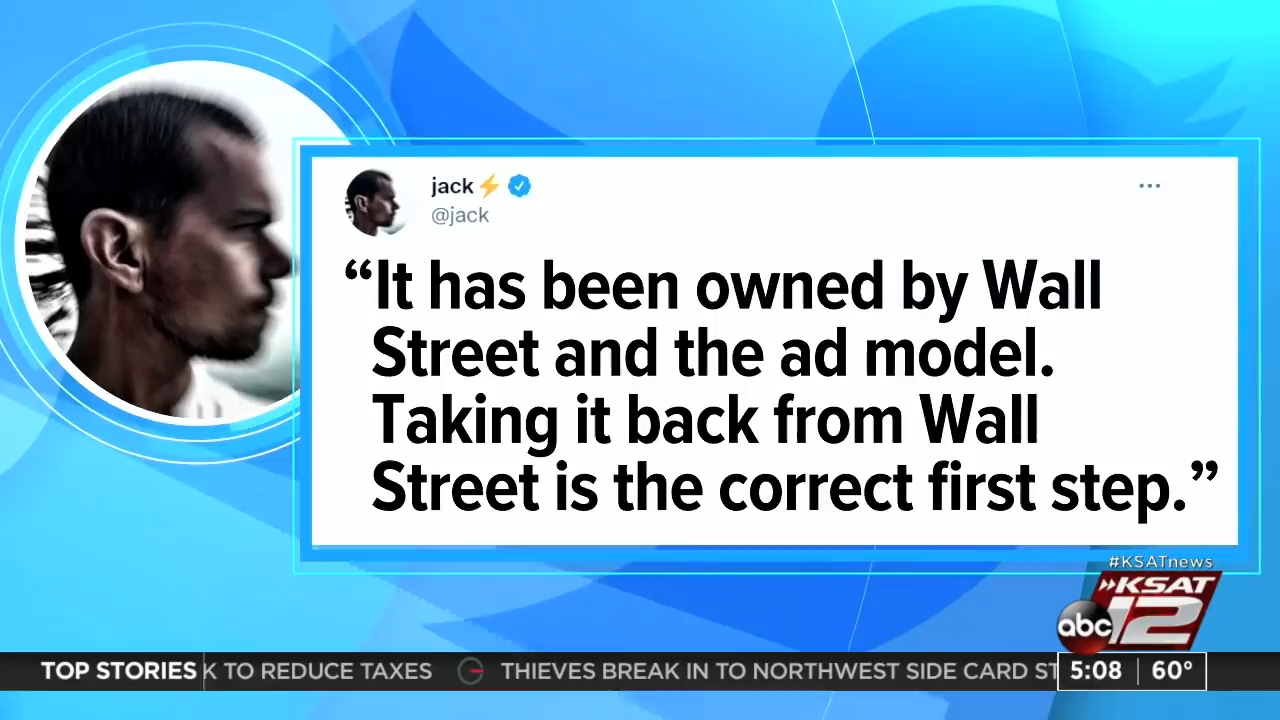 jack⚡
@jack
“It has been owned by Wall
Street and the ad model.
Taking it back from Wall
Street is the correct first step.”
#KSATnews
KSAT
abc 12
TOP STORIES K TO REDUCE TAXES THIEVES BREAK IN TO NORTHWEST SIDE CARD ST 5:08 60°